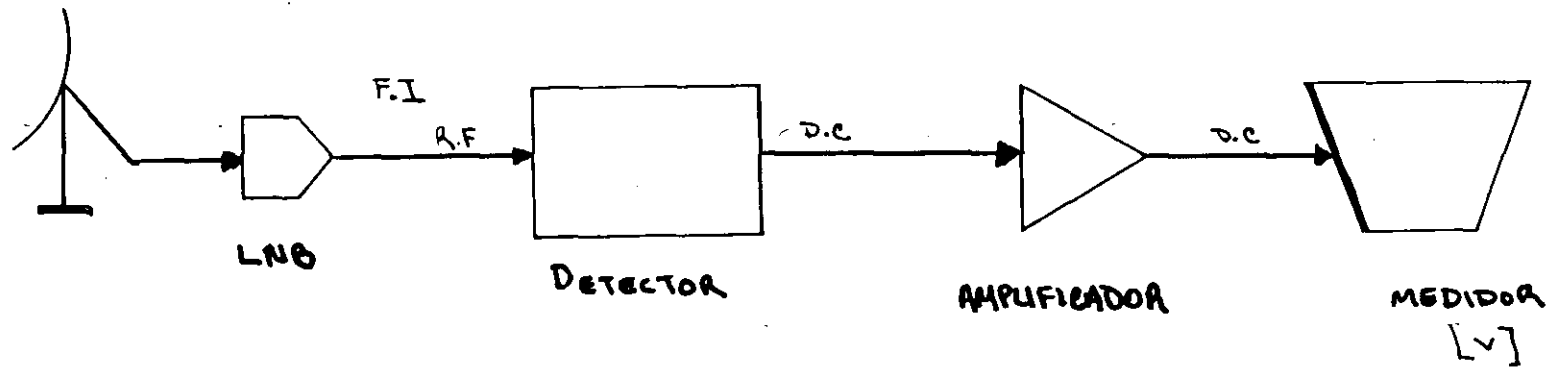 F.I
R.F
D.C
D.C
LNB
DETECTOR
AMPLIFICADOR
MEDIDOR
[V]